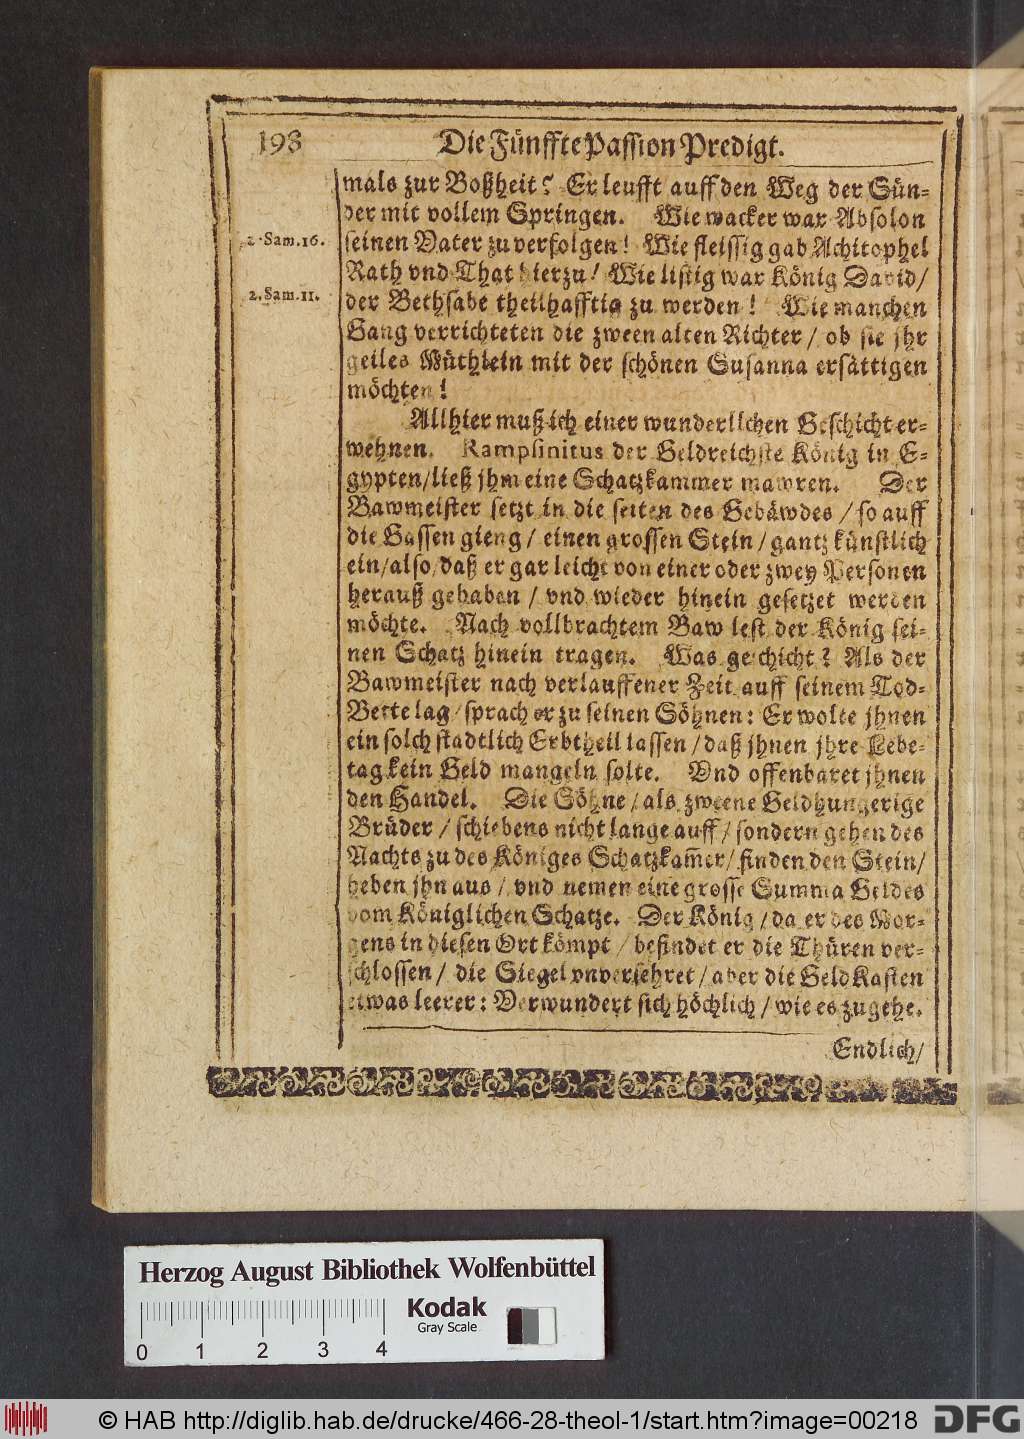 193 Die Fünffte Passion Predigt.
mals zur Boßheit? Er leufft auff den Weg der Sün-
der mit vollem Springen. Wie wacker war Absolon
2. Sam. 16. seinen Vater zu verfolgen! Wie fleissig gab Achitophel
Rath vnd That hierzu! Wie listig war König David/
2. Sam. 11. der Bethsabe theilhafftig zu werden! Wie manchen
Gang verrichteten die zween alten Richter/ ob sie jhr
geiles Müthlein mit der schönen Susanna ersättigen
möchten!
Allhier muß ich einer wunderlichen Geschicht er-
wehnen. Rampsinitus der Geldreichste König in E-
gypten/ ließ jhm eine Schatzkammer mawren. Der
Bawmeister setzt in die seiten des Gebäwdes/ so auff
die Gassen gieng/ einen grossen Stein/ gantz künstlich
ein/ also/ daß er gar leicht von einer oder zwey Personen
herauß gehaben/ vnd wieder hinein gesetzet werden
möchte. Nach vollbrachtem Baw lest der König sei-
nen Schatz hinein tragen. Was geschicht? Als der
Bawmeister nach verlauffener Zeit auff seinem Tod-
Bette lag/ sprach er zu seinen Söhnen: Er wolte jhnen
ein solch stadtlich Erbtheil lassen/ daß jhnen jhre Lebe-
tag kein Geld mangeln solte. Vnd offenbaret jhnen
den Handel. Die Söhne/ als zweene Geldhungerige
Brüder/ schiebens nicht lange auff/ sondern gehen des
Nachts zu des Königes Schatzkam̃er/ finden den Stein/
heben jhn aus/ vnd nemen eine grosse Summa Geldes
vom Königlichen Schatze. Der König/ da er des Mor-
gens in diesen Ort kömpt/ befindet er die Thüren ver-
schlossen/ die Siegel vnversehret/ aber die Geld Kasten
etwas leerer: Verwundert sich höchlich/ wie es zugehe.
Endlich/
Herzog August Bibliothek Wolfenbüttel
Kodak
Gray Scale
0 1 2 3 4
© HAB http://diglib.hab.de/drucke/466-28-theol-1/start.htm?image=00218
DFG